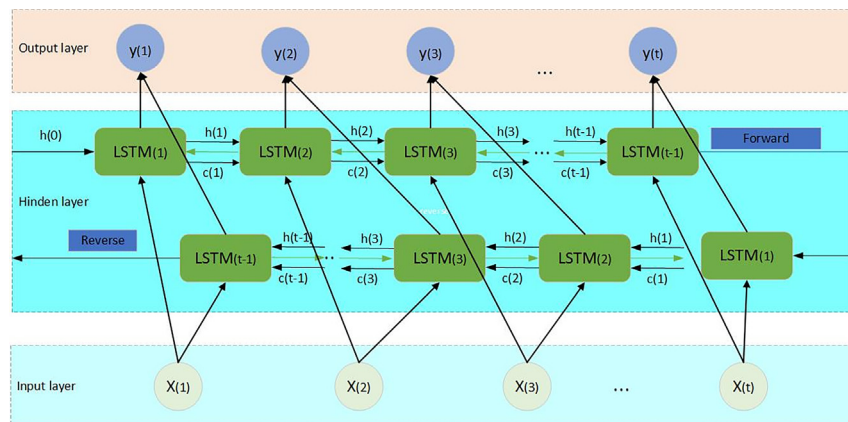 y(1)
y(2)
y(3)
y(t)
Output layer
...
h(0)
h(1)
h(2)
h(3)
h(t-1)
Forward
LSTM(1)
LSTM(2)
LSTM(3)
...
LSTM(t-1)
c(1)
c(2)
c(3)
c(t-1)
Hinden layer
Reverse
h(t-1)
h(3)
h(2)
h(1)
LSTM(t-1)
LSTM(3)
LSTM(2)
LSTM(1)
c(t-1)
c(3)
c(2)
c(1)
Input layer
X(1)
X(2)
X(3)
...
X(t)